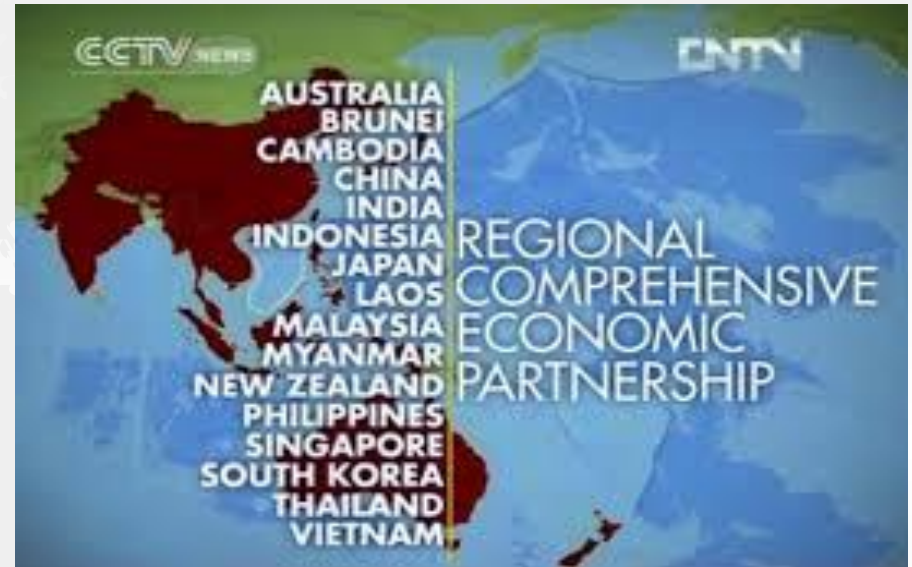 CCTV NEWS
CNTV
AUSTRALIA
BRUNEI
CAMBODIA
CHINA
INDIA
INDONESIA
JAPAN
LAOS
MALAYSIA
MYANMAR
NEW ZEALAND
PHILIPPINES
SINGAPORE
SOUTH KOREA
THAILAND
VIETNAM
REGIONAL
COMPREHENSIVE
ECONOMIC
PARTNERSHIP